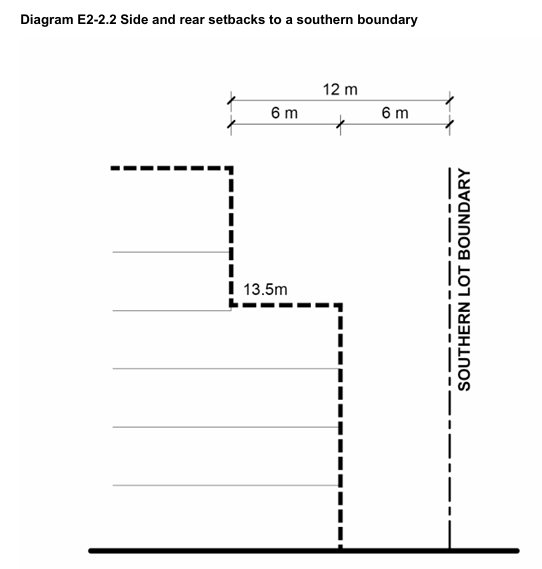 Diagram E2-2.2 Side and rear setbacks to a southern boundary
12 m
6 m
6 m
SOUTHERN LOT BOUNDARY
13.5m